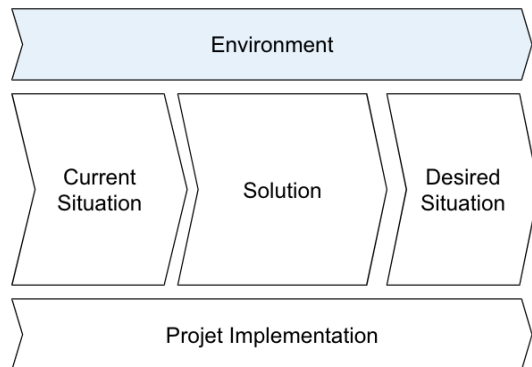 Environment
Current
Situation
Solution
Desired
Situation
Projet Implementation